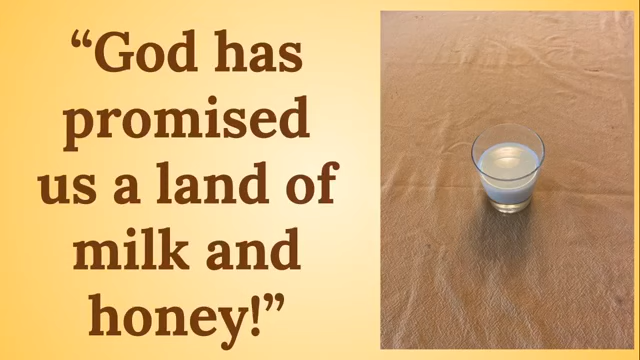 “God has
promised
us a land of
milk and
honey!”